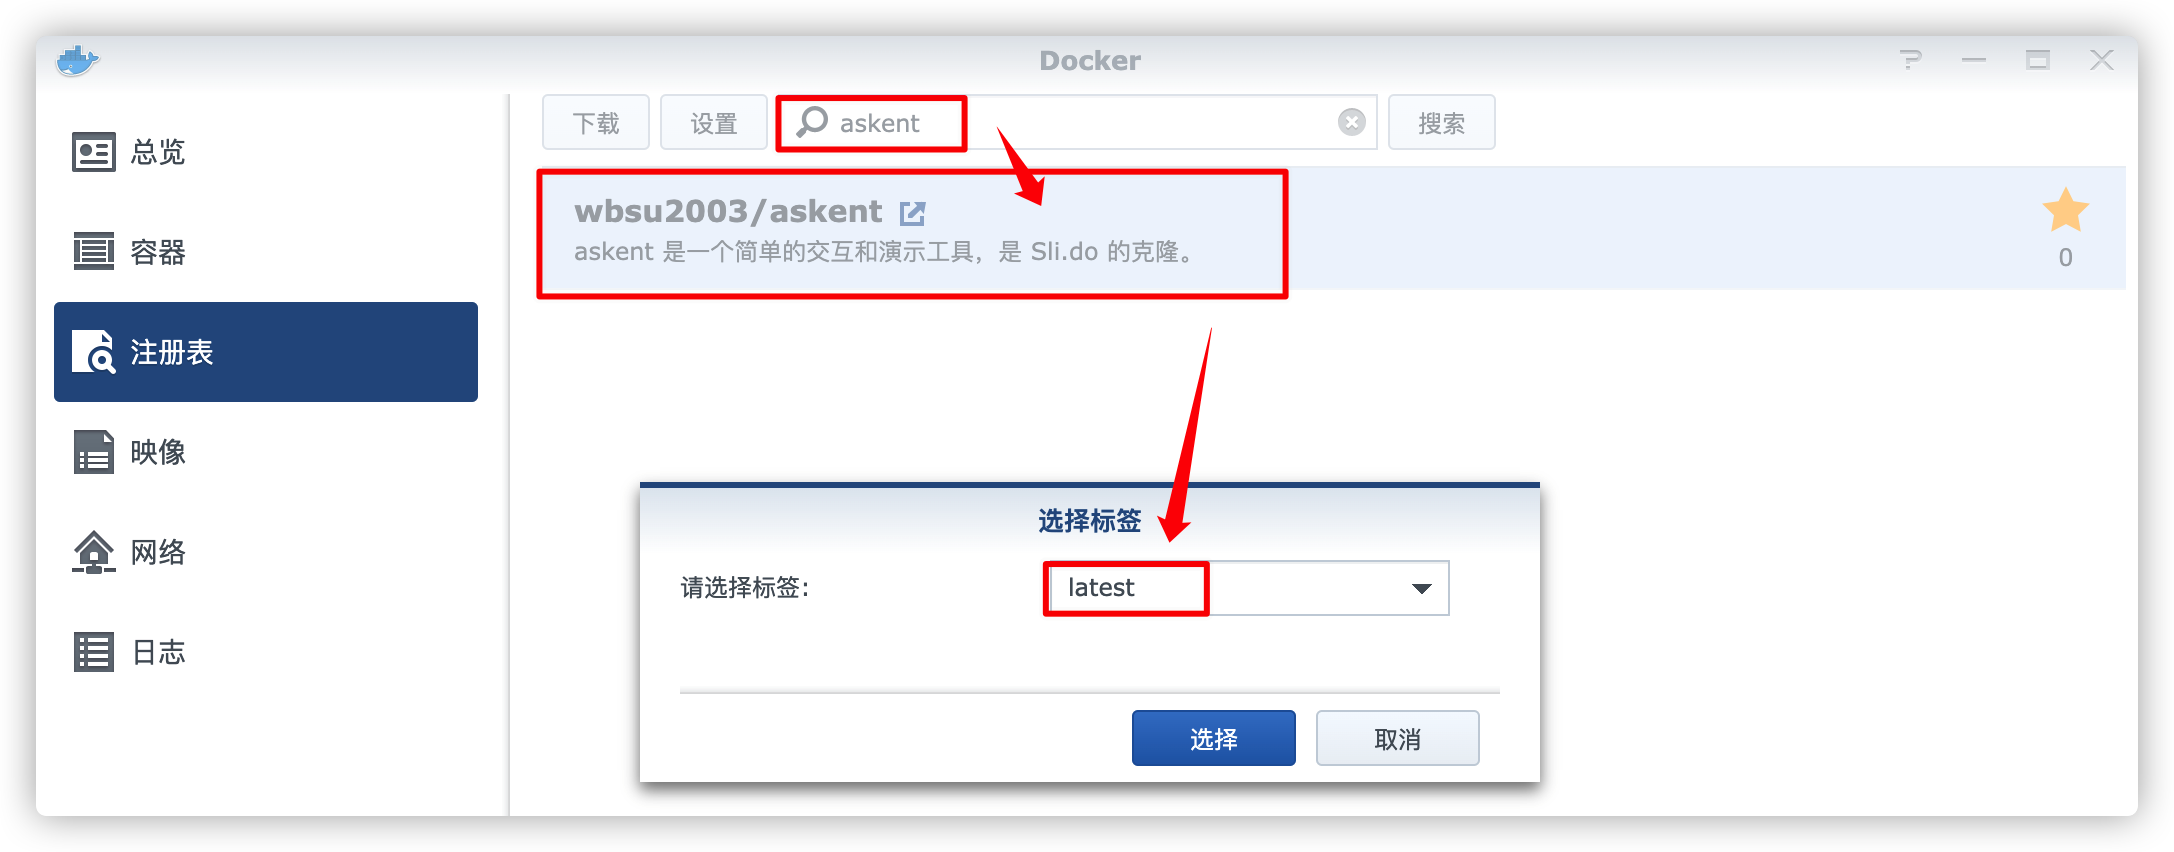 Docker
总览
容器
注册表
映像
网络
日志
下载
设置
askent
搜索
wbsu2003/askent
askent 是一个简单的交互和演示工具，是 Sli.do 的克隆。
0
选择标签
请选择标签:
latest
选择
取消